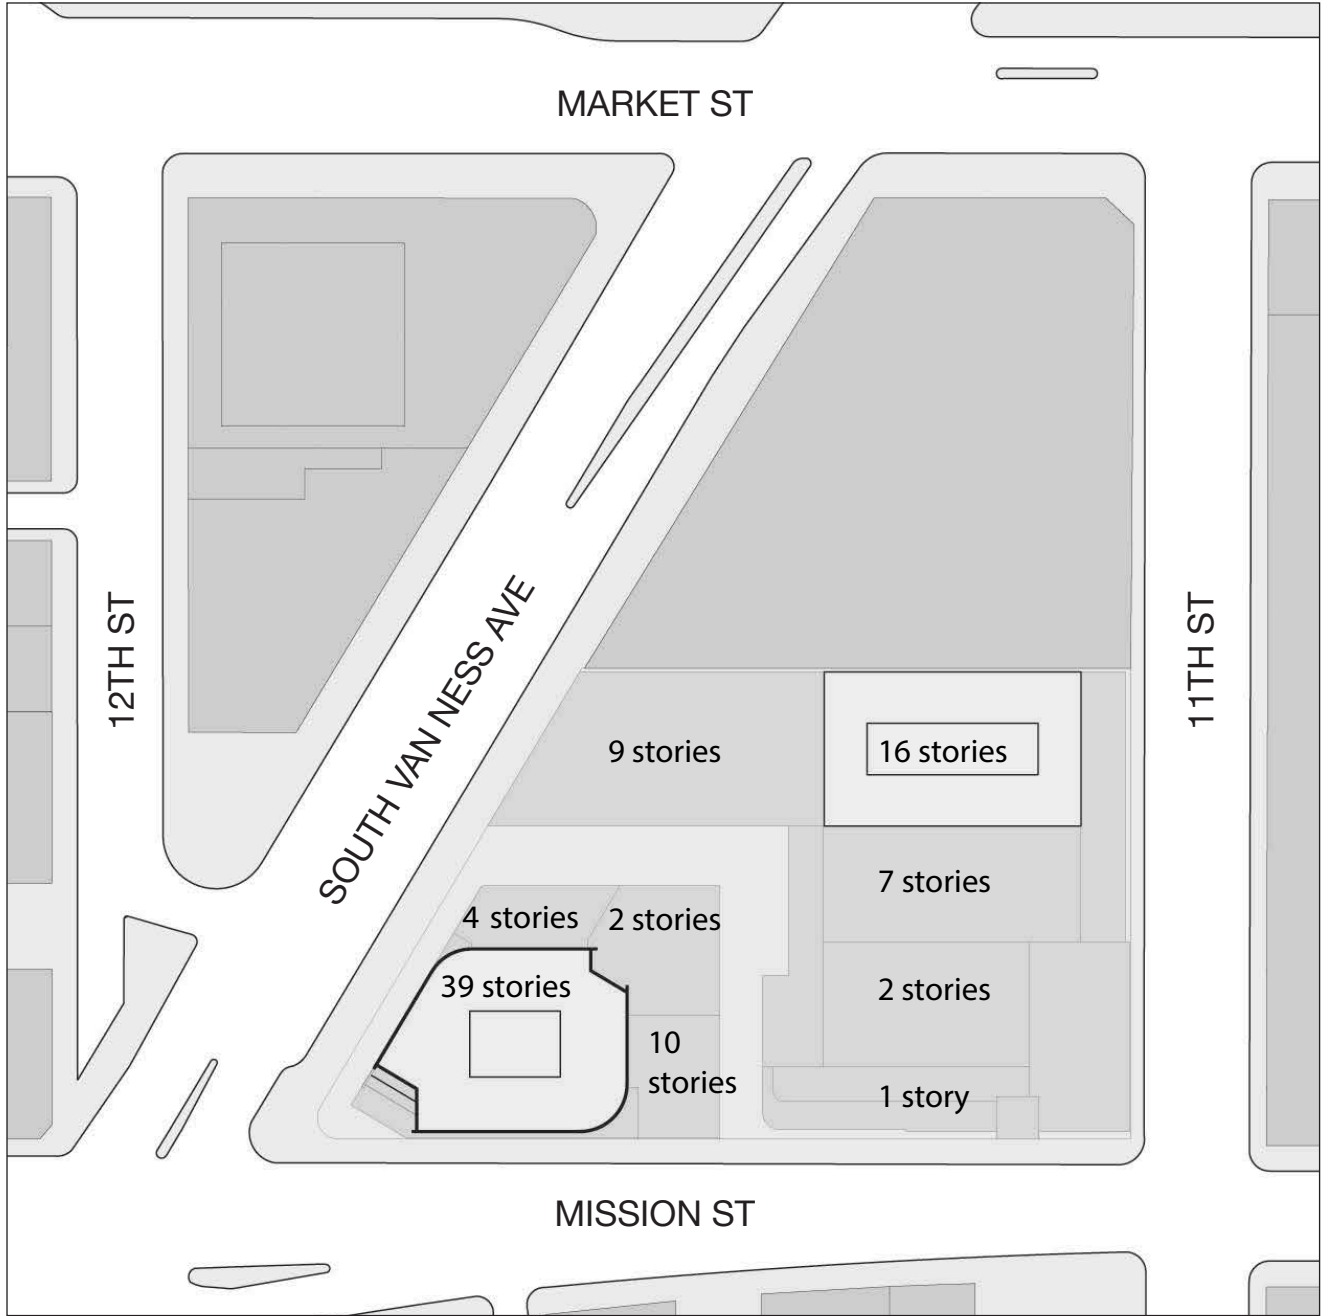 MARKET ST
12TH ST
SOUTH VAN NESS AVE
11TH ST
9 stories
16 stories
7 stories
4 stories
2 stories
39 stories
2 stories
10
stories
1 story
MISSION ST